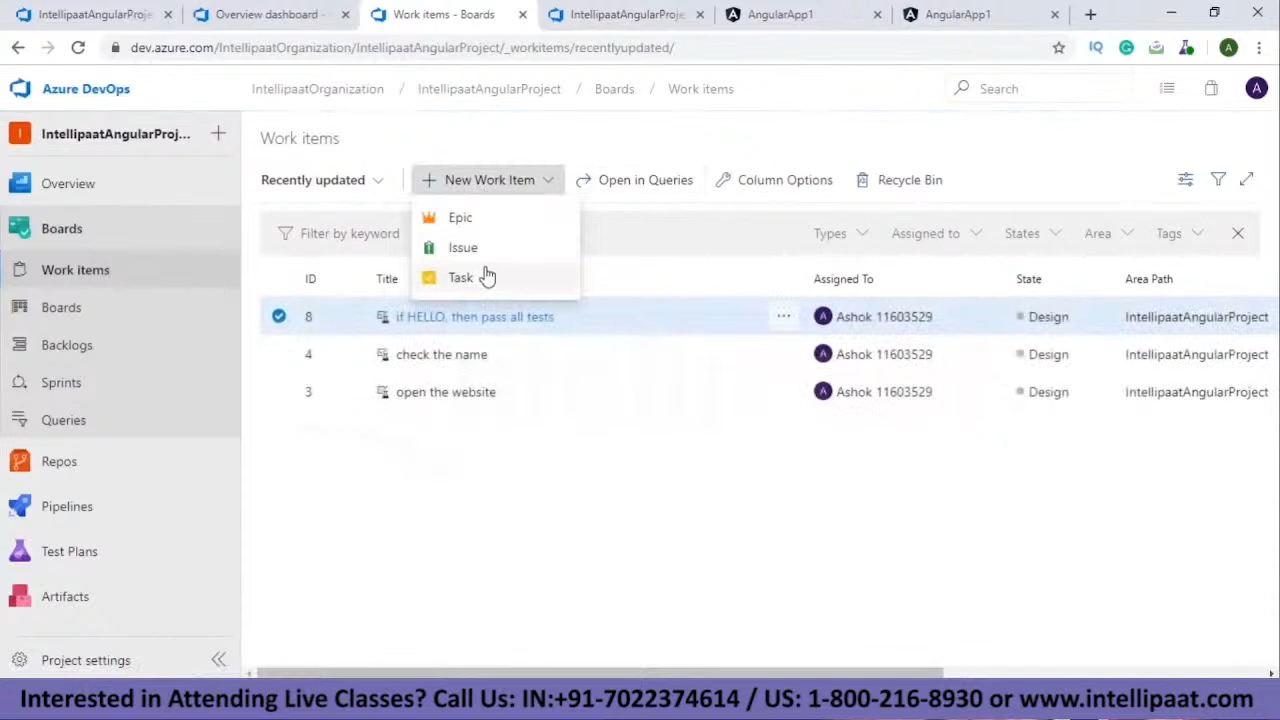 IntellipaatAngularProje
Overview dashboard -
Work items - Boards
IntellipaatAngularProje
AngularApp1
AngularApp1
dev.azure.com/IntellipaatOrganization/IntellipaatAngularProject/_workitems/recentlyupdated/
IQ
A
Azure DevOps
IntellipaatOrganization / IntellipaatAngularProject / Boards / Work items
Search
A
I IntellipaatAngularProj...
Work items
Overview
Recently updated
New Work Item
Open in Queries
Column Options
Recycle Bin
Boards
Epic
Filter by keyword
Types
Assigned to
States
Area
Tags
Issue
Work items
Task
ID Title Assigned To State Area Path
Boards
8 if HELLO, then pass all tests ... A Ashok 11603529 Design IntellipaatAngularProject
Backlogs
4 check the name A Ashok 11603529 Design IntellipaatAngularProject
Sprints
3 open the website A Ashok 11603529 Design IntellipaatAngularProject
Queries
Repos
Pipelines
Test Plans
Artifacts
Project settings
Interested in Attending Live Classes? Call Us: IN:+91-7022374614 / US: 1-800-216-8930 or www.intellipaat.com